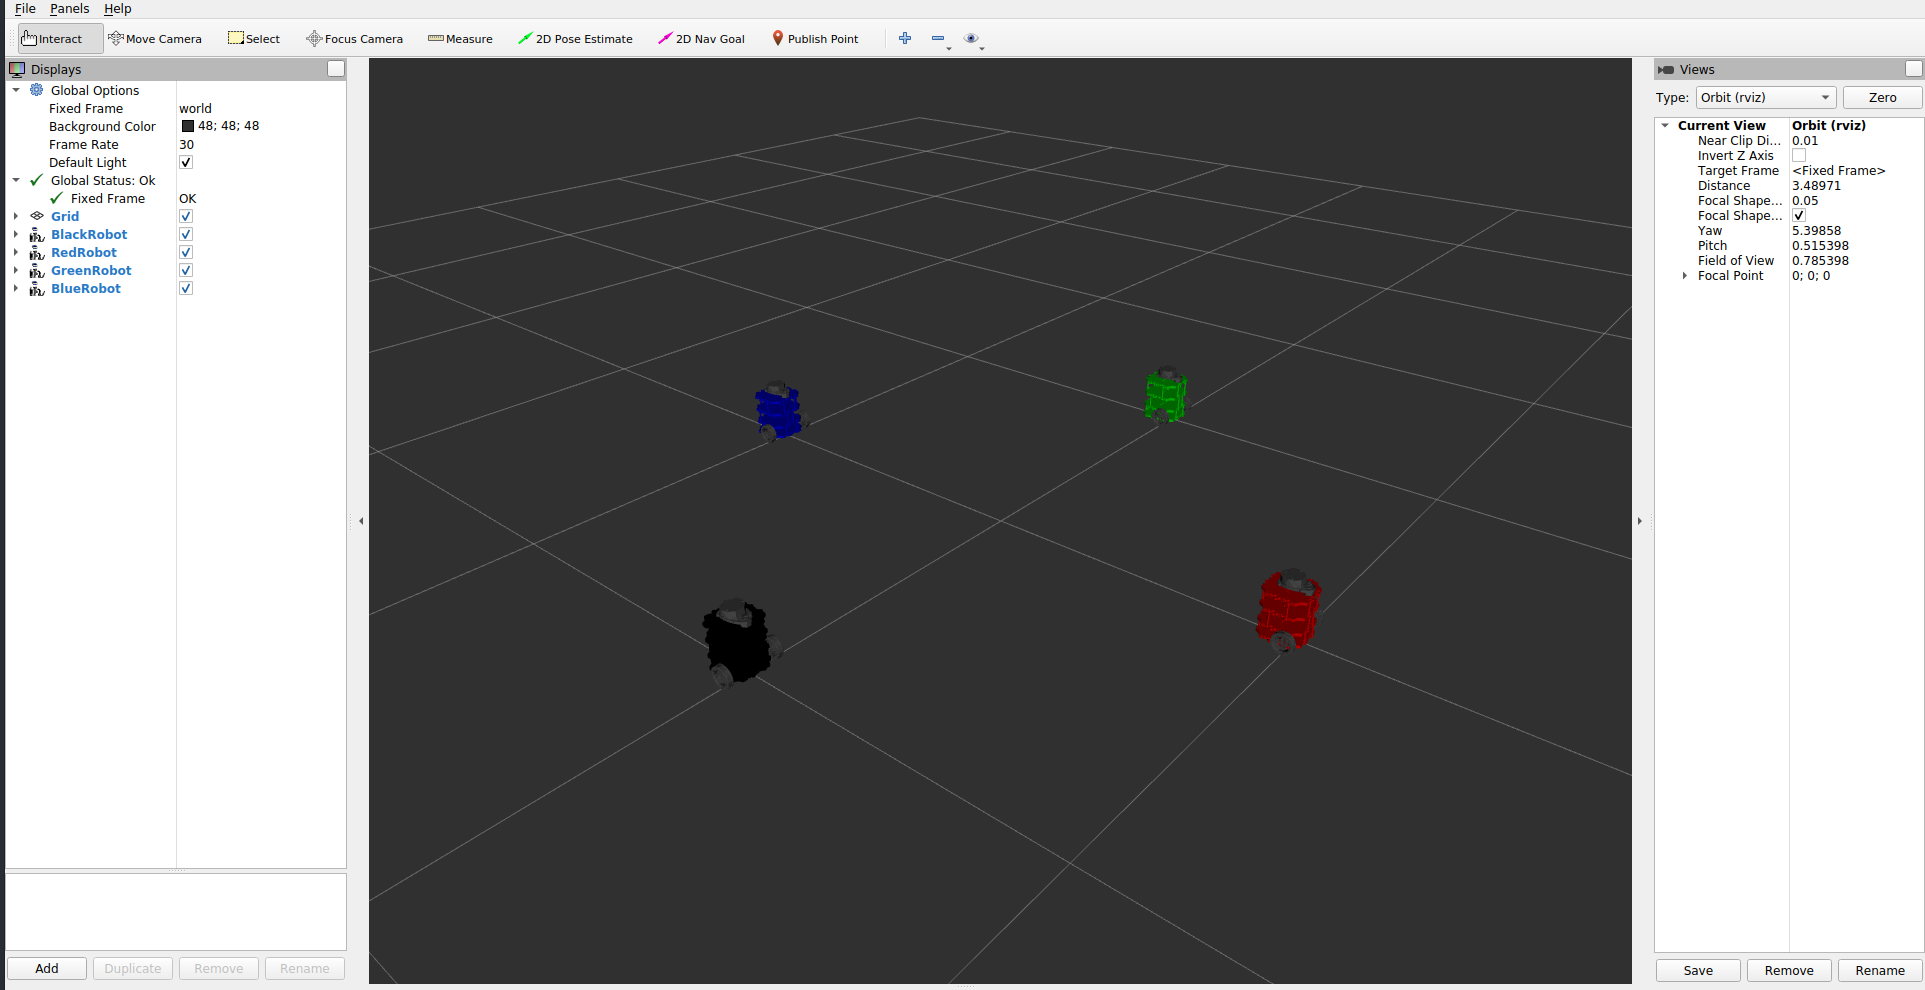 File Panels Help
Interact Move Camera Select Focus Camera Measure 2D Pose Estimate 2D Nav Goal Publish Point
Displays
Global Options
Fixed Frame world
Background Color 48; 48; 48
Frame Rate 30
Default Light
Global Status: Ok
Fixed Frame OK
Grid
BlackRobot
RedRobot
GreenRobot
BlueRobot
Add Duplicate Remove Rename
Views
Type: Orbit (rviz) Zero
Current View Orbit (rviz)
Near Clip Di... 0.01
Invert Z Axis
Target Frame <Fixed Frame>
Distance 3.48971
Focal Shape... 0.05
Focal Shape...
Yaw 5.39858
Pitch 0.515398
Field of View 0.785398
Focal Point 0; 0; 0
Save Remove Rename